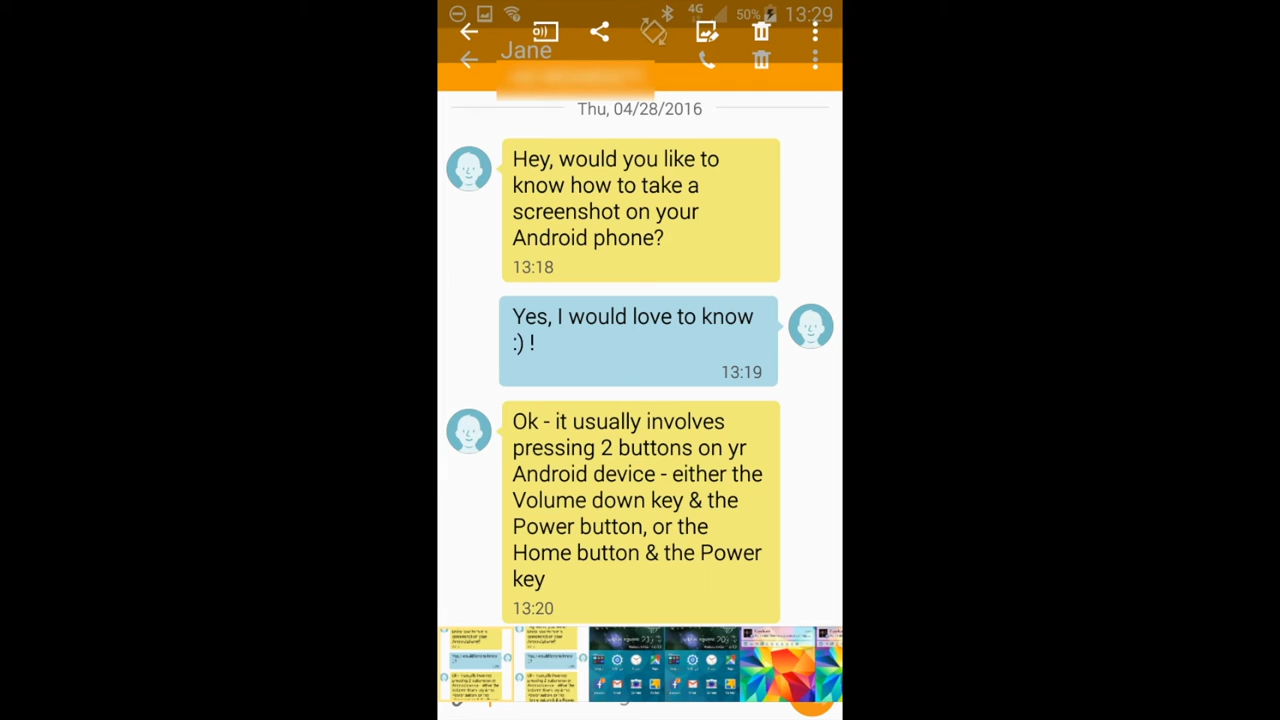 4G 50% 13:29
Jane
Thu, 04/28/2016
Hey, would you like to
know how to take a
screenshot on your
Android phone?
13:18
Yes, I would love to know
:) !
13:19
Ok - it usually involves
pressing 2 buttons on yr
Android device - either the
Volume down key & the
Power button, or the
Home button & the Power
key
13:20